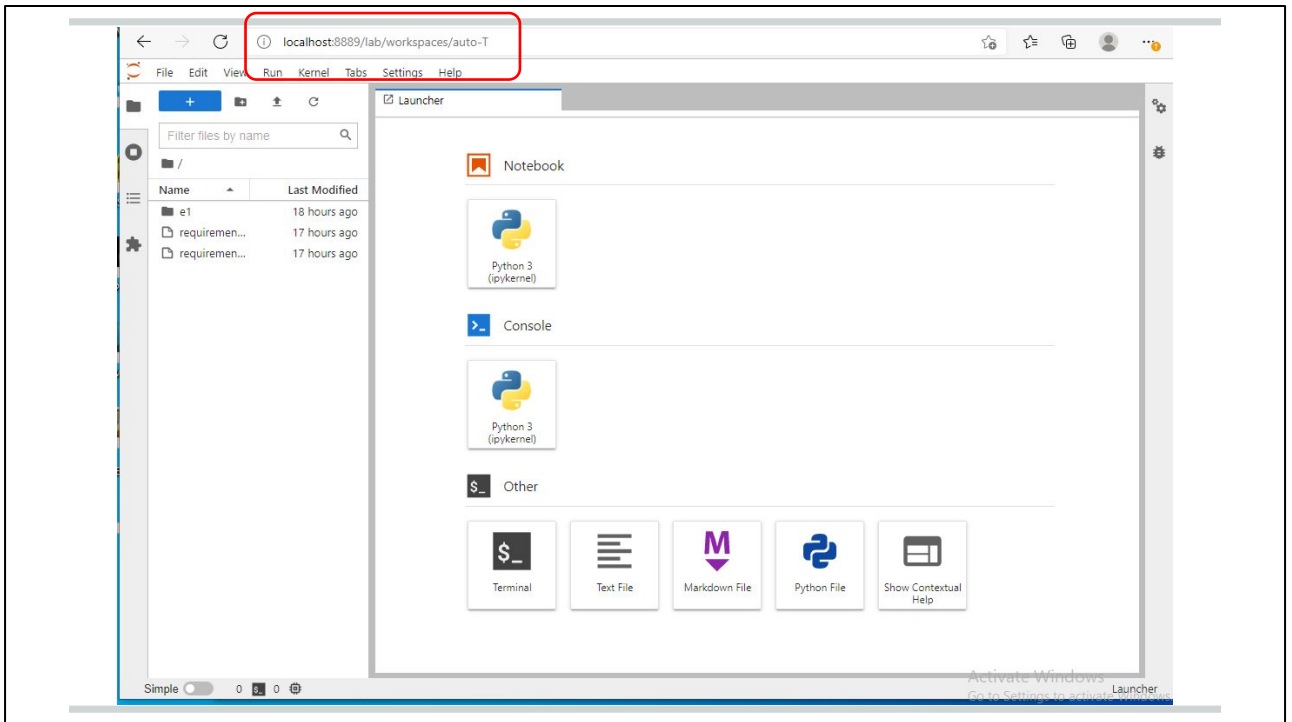 localhost:8889/lab/workspaces/auto-T
File Edit View Run Kernel Tabs Settings Help
+
Launcher
Filter files by name
/
Name Last Modified
e1 18 hours ago
requiremen... 17 hours ago
requiremen... 17 hours ago
Notebook
Python 3
(ipykernel)
Console
Python 3
(ipykernel)
$_ Other
$_
M
Terminal
Text File
Markdown File
Python File
Show Contextual
Help
Activate Windows
Go to Settings to activate Windows.
Simple 0 $_ 0
Launcher